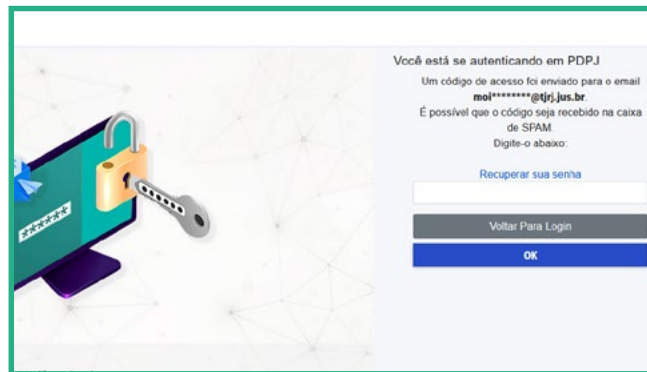 Você está se autenticando em PDPJ
Um código de acesso foi enviado para o email
moi********@tjrj.jus.br.
É possível que o código seja recebido na caixa
de SPAM.
Digite-o abaixo:
Recuperar sua senha
Voltar Para Login
OK